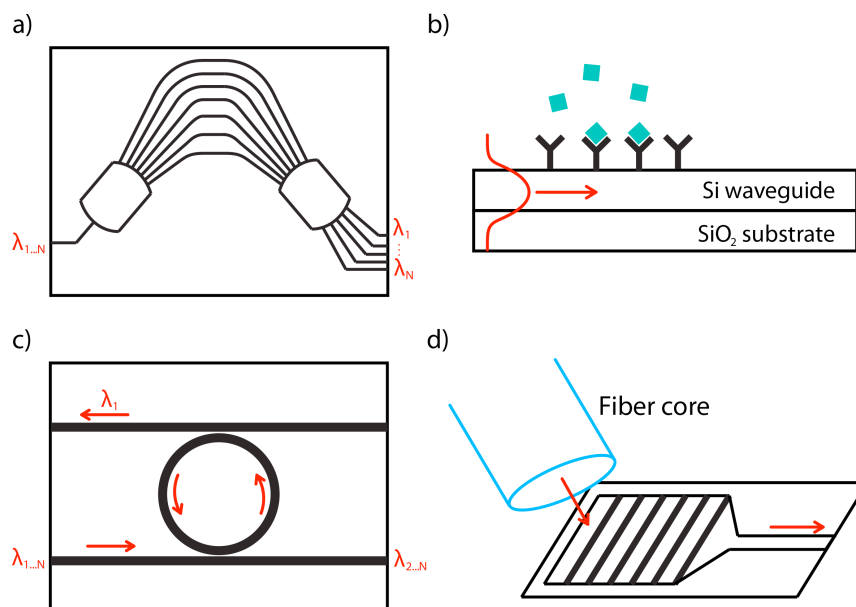 a)
λ1...N
λ1
⋮
λN
b)
Si waveguide
SiO2 substrate
c)
λ1
λ1...N
λ2...N
d)
Fiber core